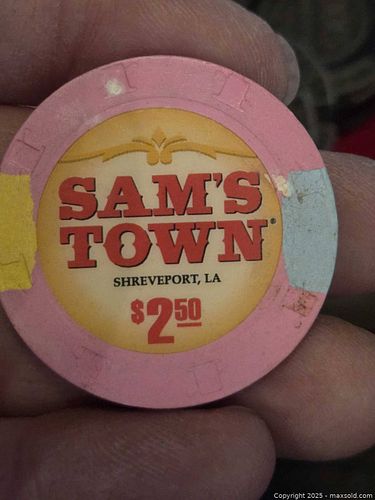 SAM'S
TOWN®
SHREVEPORT, LA
$2.50
Copyright 2025 - maxsold.com